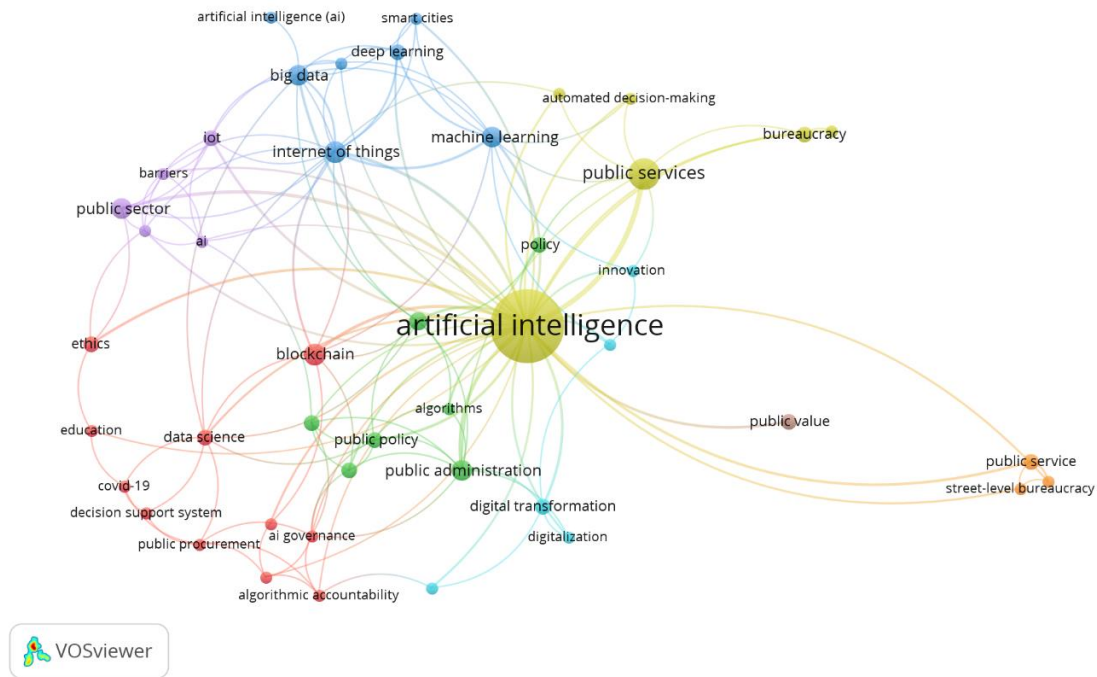 artificial intelligence (ai)
smart cities
deep learning
big data
automated decision-making
bureaucracy
iot
machine learning
internet of things
barriers
public services
public sector
ai
policy
innovation
artificial intelligence
ethics
blockchain
algorithms
public value
education
data science
public policy
public service
public administration
covid-19
street-level bureaucracy
decision support system
digital transformation
ai governance
digitalization
public procurement
algorithmic accountability
VOSviewer